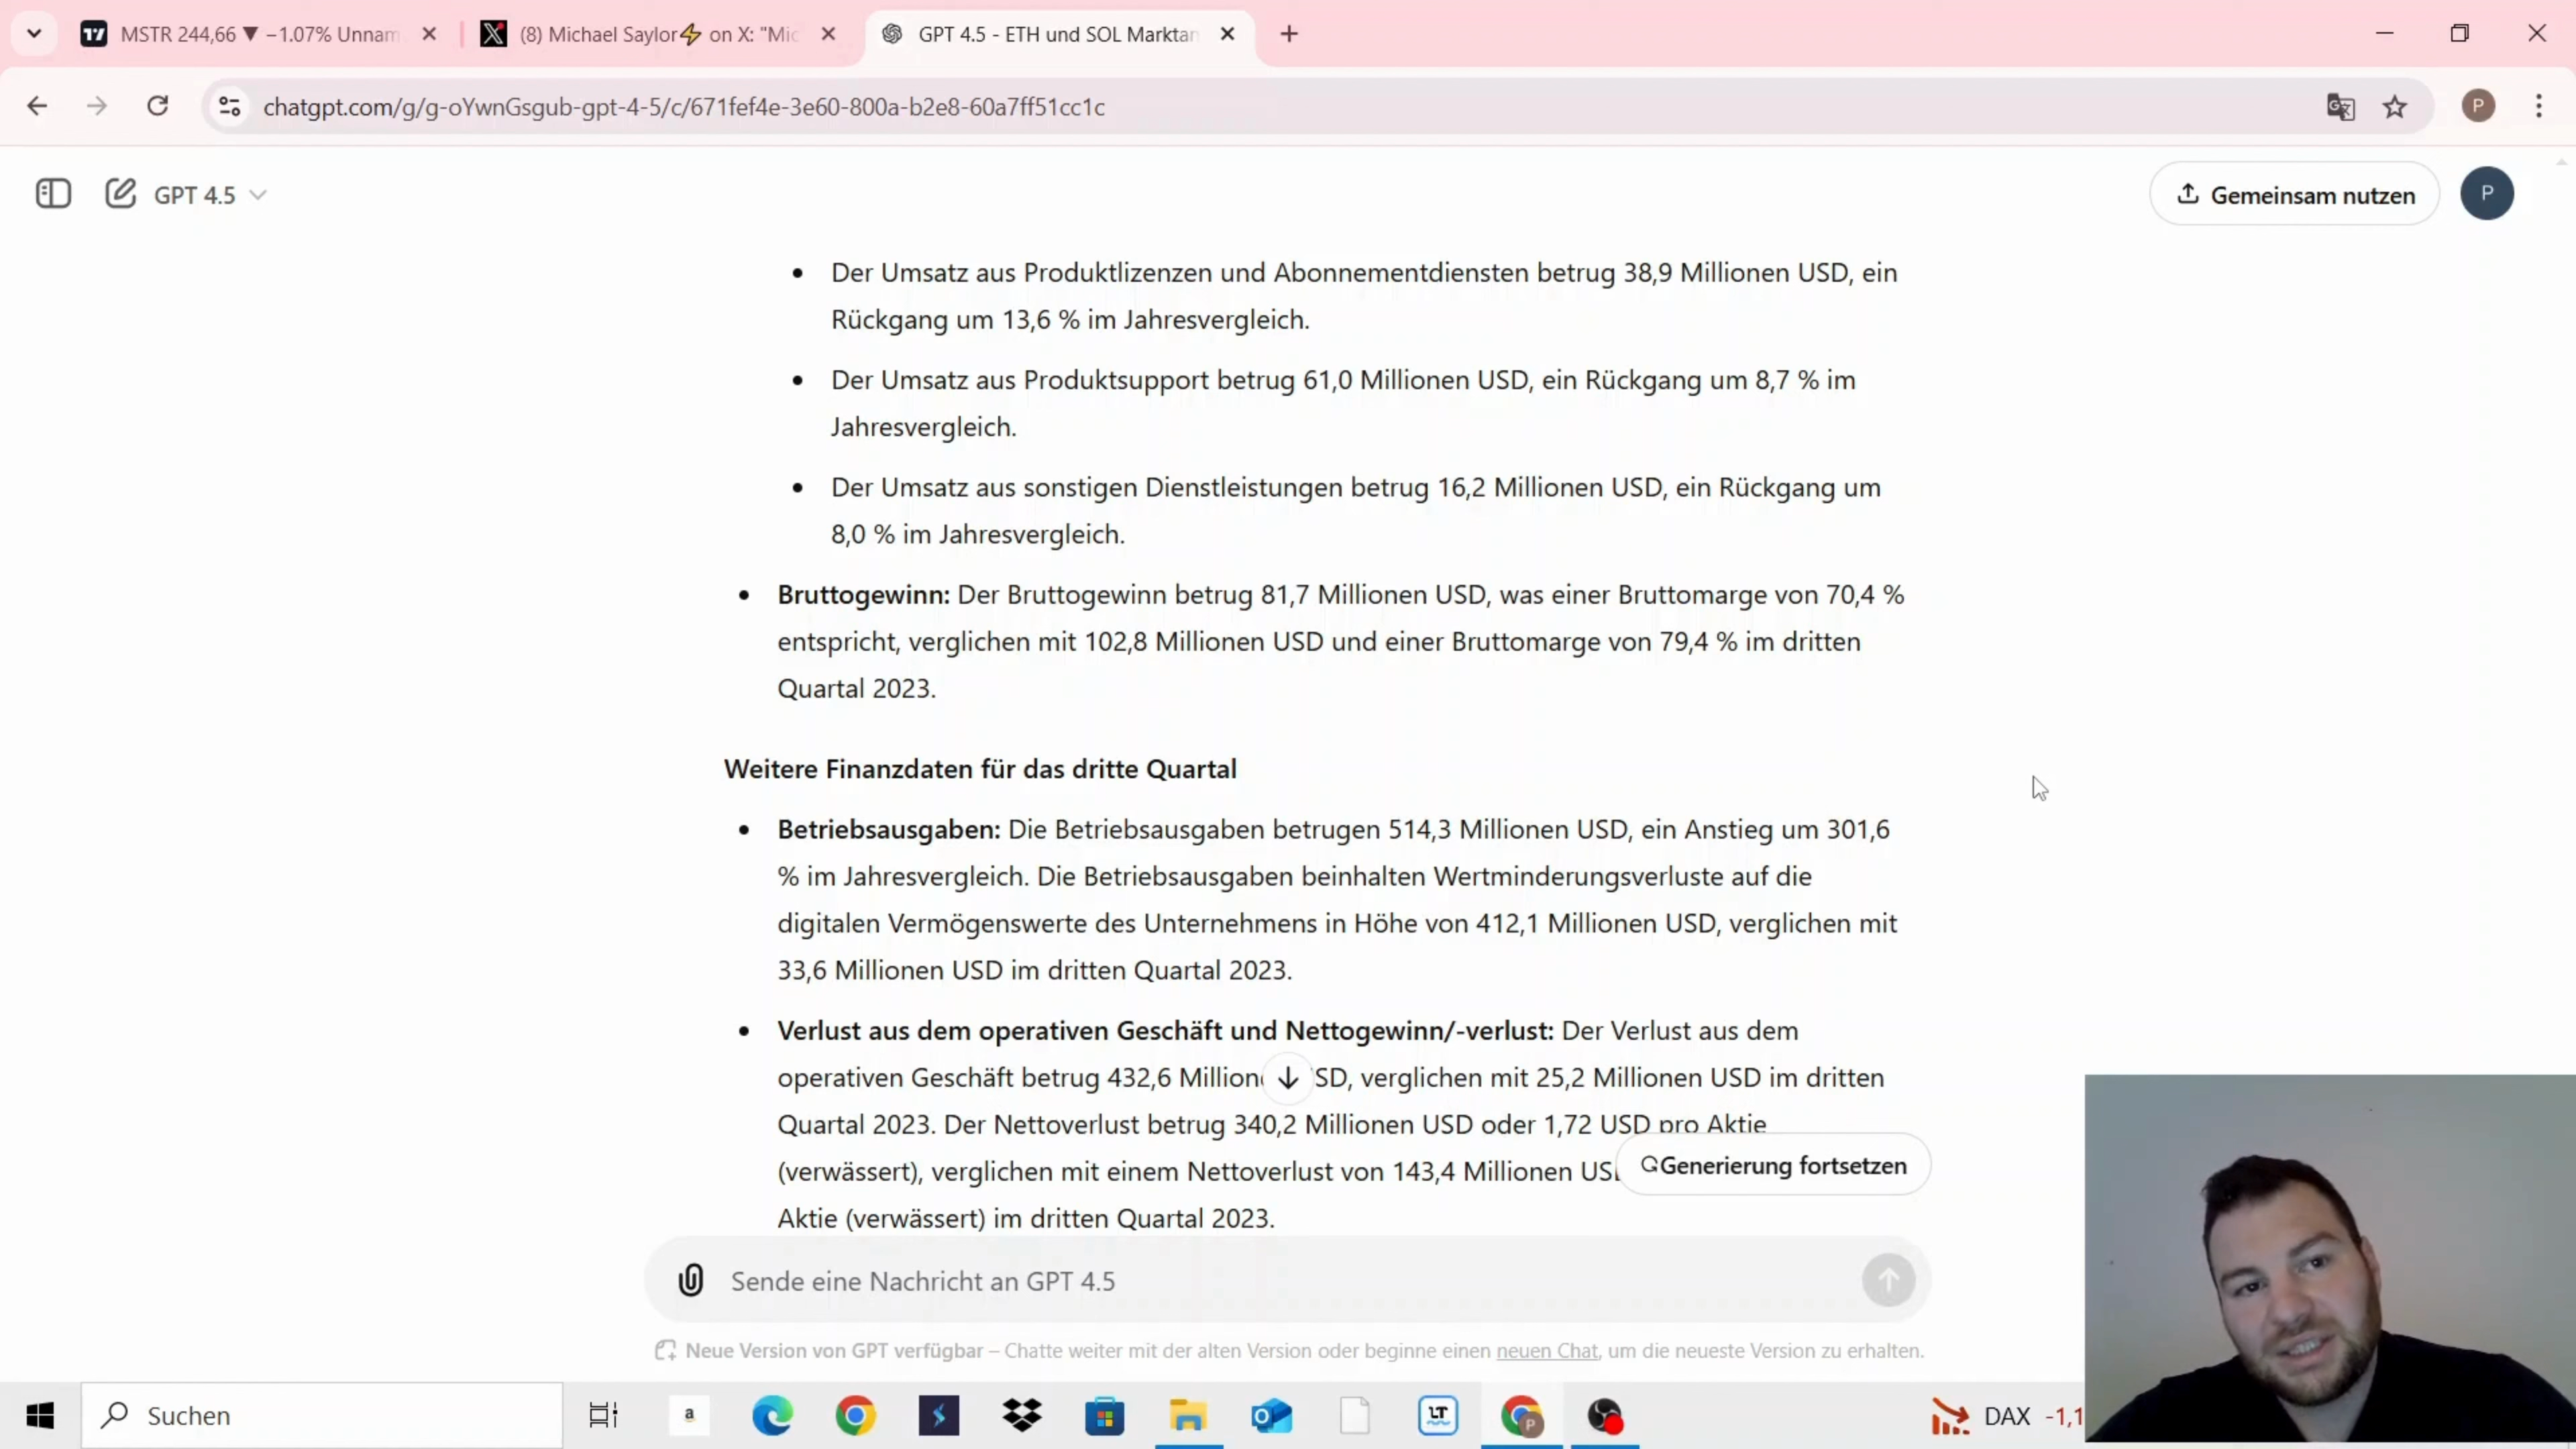 MSTR 244,66 ▼ −1.07% Unnam
(8) Michael Saylor⚡ on X: "Mic
GPT 4.5 - ETH und SOL Marktan
chatgpt.com/g/g-oYwnGsgub-gpt-4-5/c/671fef4e-3e60-800a-b2e8-60a7ff51cc1c
P
GPT 4.5
Gemeinsam nutzen
P
• Der Umsatz aus Produktlizenzen und Abonnementdiensten betrug 38,9 Millionen USD, ein
Rückgang um 13,6 % im Jahresvergleich.
• Der Umsatz aus Produktsupport betrug 61,0 Millionen USD, ein Rückgang um 8,7 % im
Jahresvergleich.
• Der Umsatz aus sonstigen Dienstleistungen betrug 16,2 Millionen USD, ein Rückgang um
8,0 % im Jahresvergleich.
• Bruttogewinn: Der Bruttogewinn betrug 81,7 Millionen USD, was einer Bruttomarge von 70,4 %
entspricht, verglichen mit 102,8 Millionen USD und einer Bruttomarge von 79,4 % im dritten
Quartal 2023.
Weitere Finanzdaten für das dritte Quartal
• Betriebsausgaben: Die Betriebsausgaben betrugen 514,3 Millionen USD, ein Anstieg um 301,6
% im Jahresvergleich. Die Betriebsausgaben beinhalten Wertminderungsverluste auf die
digitalen Vermögenswerte des Unternehmens in Höhe von 412,1 Millionen USD, verglichen mit
33,6 Millionen USD im dritten Quartal 2023.
• Verlust aus dem operativen Geschäft und Nettogewinn/-verlust: Der Verlust aus dem
operativen Geschäft betrug 432,6 Million SD, verglichen mit 25,2 Millionen USD im dritten
Quartal 2023. Der Nettoverlust betrug 340,2 Millionen USD oder 1,72 USD pro Aktie
(verwässert), verglichen mit einem Nettoverlust von 143,4 Millionen US
Generierung fortsetzen
Aktie (verwässert) im dritten Quartal 2023.
Sende eine Nachricht an GPT 4.5
Neue Version von GPT verfügbar – Chatte weiter mit der alten Version oder beginne einen neuen Chat, um die neueste Version zu erhalten.
Suchen
a
LT
P
DAX -1,1